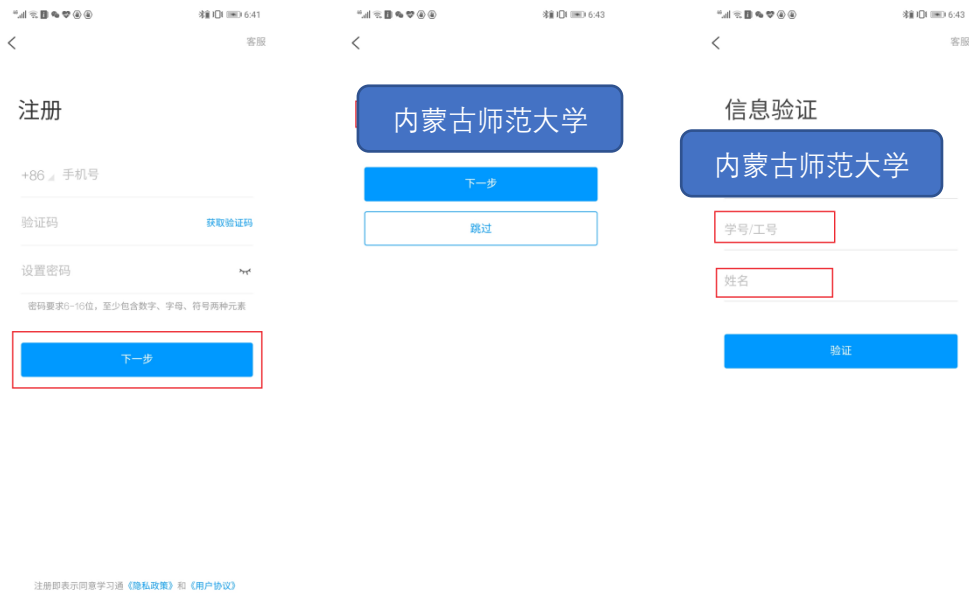 6:41
客服
注册
+86 手机号
验证码 获取验证码
设置密码
密码要求6-16位，至少包含数字、字母、符号两种元素
下一步
注册即表示同意学习通《隐私政策》和《用户协议》
6:43
内蒙古师范大学
下一步
跳过
6:43
客服
信息验证
内蒙古师范大学
学号/工号
姓名
验证